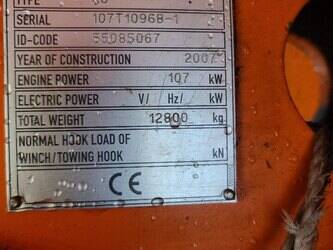 TYPE
SERIAL 107T10968-1
ID-CODE 55085067
YEAR OF CONSTRUCTION 2007
ENGINE POWER 107 kW
ELECTRIC POWER V/ Hz/ kW
TOTAL WEIGHT 12800 kg
NORMAL HOOK LOAD OF
WINCH/TOWING HOOK kN
CE